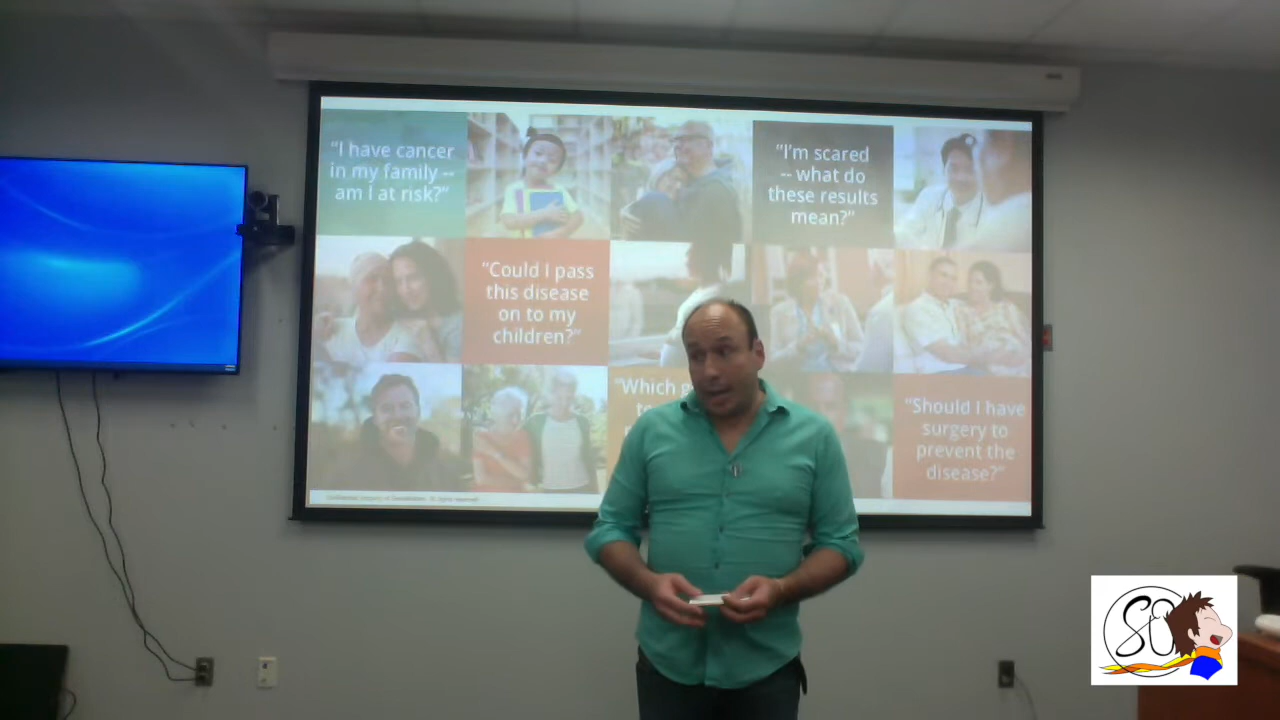 “I have cancer
in my family --
am I at risk?”
“I’m scared
-- what do
these results
mean?”
“Could I pass
this disease
on to my
children?”
“Which
“Should I have
surgery to
prevent the
disease?”